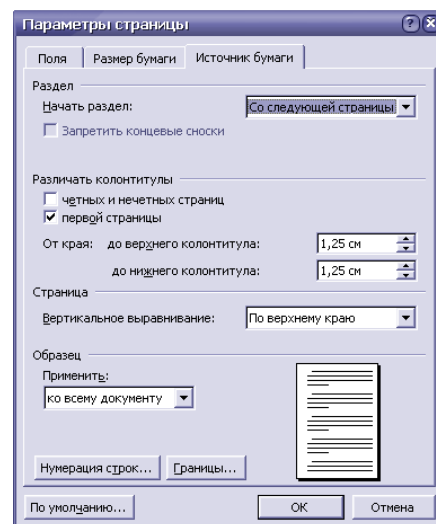 Параметры страницы
Поля Размер бумаги Источник бумаги
Раздел
Начать раздел: Со следующей страницы
Запретить концевые сноски
Различать колонтитулы
четных и нечетных страниц
первой страницы
От края: до верхнего колонтитула: 1,25 см
до нижнего колонтитула: 1,25 см
Страница
Вертикальное выравнивание: По верхнему краю
Образец
Применить:
ко всему документу
Нумерация строк... Границы...
По умолчанию... ОК Отмена